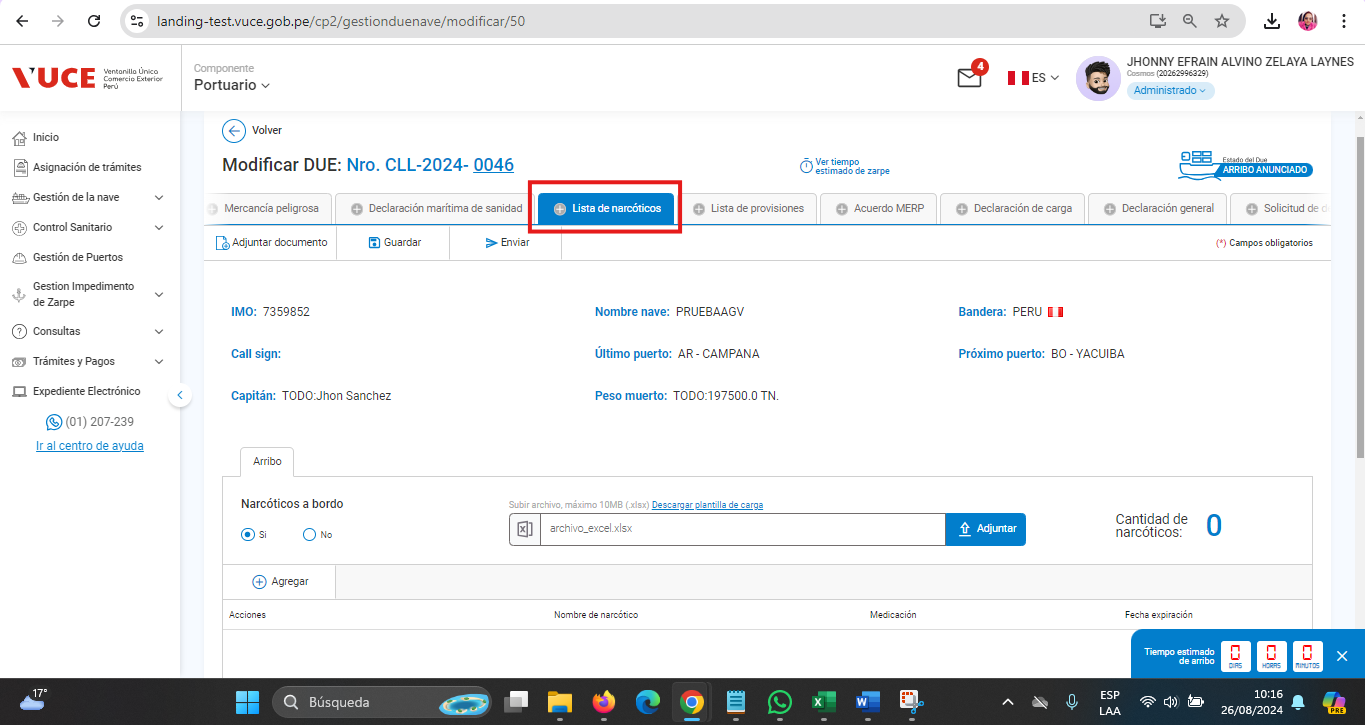 landing-test.vuce.gob.pe/cp2/gestionduenave/modificar/50
VUCE
Ventanilla Única
Comercio Exterior
Perú
Componente
Portuario
4
ES
JHONNY EFRAIN ALVINO ZELAYA LAYNES
Cosmos (20262996329)
Administrado
Inicio
Asignación de trámites
Gestión de la nave
Control Sanitario
Gestión de Puertos
Gestion Impedimento
de Zarpe
Consultas
Trámites y Pagos
Expediente Electrónico
(01) 207-239
Ir al centro de ayuda
Volver
Modificar DUE: Nro. CLL-2024- 0046
Ver tiempo
estimado de zarpe
Estado del Due
ARRIBO ANUNCIADO
Mercancía peligrosa
Declaración marítima de sanidad
Lista de narcóticos
Lista de provisiones
Acuerdo MERP
Declaración de carga
Declaración general
Solicitud de d
Adjuntar documento
Guardar
Enviar
(*) Campos obligatorios
IMO: 7359852
Nombre nave: PRUEBAAGV
Bandera: PERU
Call sign:
Último puerto: AR - CAMPANA
Próximo puerto: BO - YACUIBA
Capitán: TODO:Jhon Sanchez
Peso muerto: TODO:197500.0 TN.
Arribo
Narcóticos a bordo
Si
No
Subir archivo, máximo 10MB (.xlsx) Descargar plantilla de carga
archivo_excel.xlsx
Adjuntar
Cantidad de
narcóticos: 0
Agregar
Acciones
Nombre de narcótico
Medicación
Fecha expiración
Tiempo estimado
de arribo
0
DIAS
0
HORAS
0
MINUTOS
17°
Búsqueda
ESP
LAA
10:16
26/08/2024
PRE